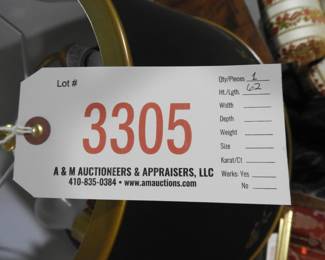 Lot #
3305
A & M AUCTIONEERS & APPRAISERS, LLC
410-835-0384 • www.amauctions.com
Qty/Pieces 1
Ht./Lgth. 62
Width
Depth
Weight
Size
Karat/Ct
Works: Yes
No